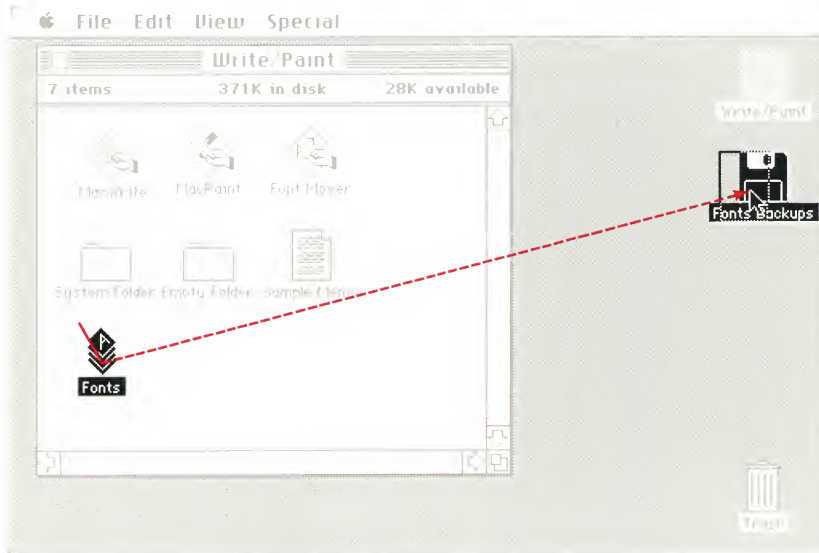 File Edit View Special
Write/Paint
7 items 371K in disk 28K available
Write/Paint
MacWrite MacPaint Font Mover
Fonts Backups
System Folder Empty Folder Sample Memo
Fonts
Trash